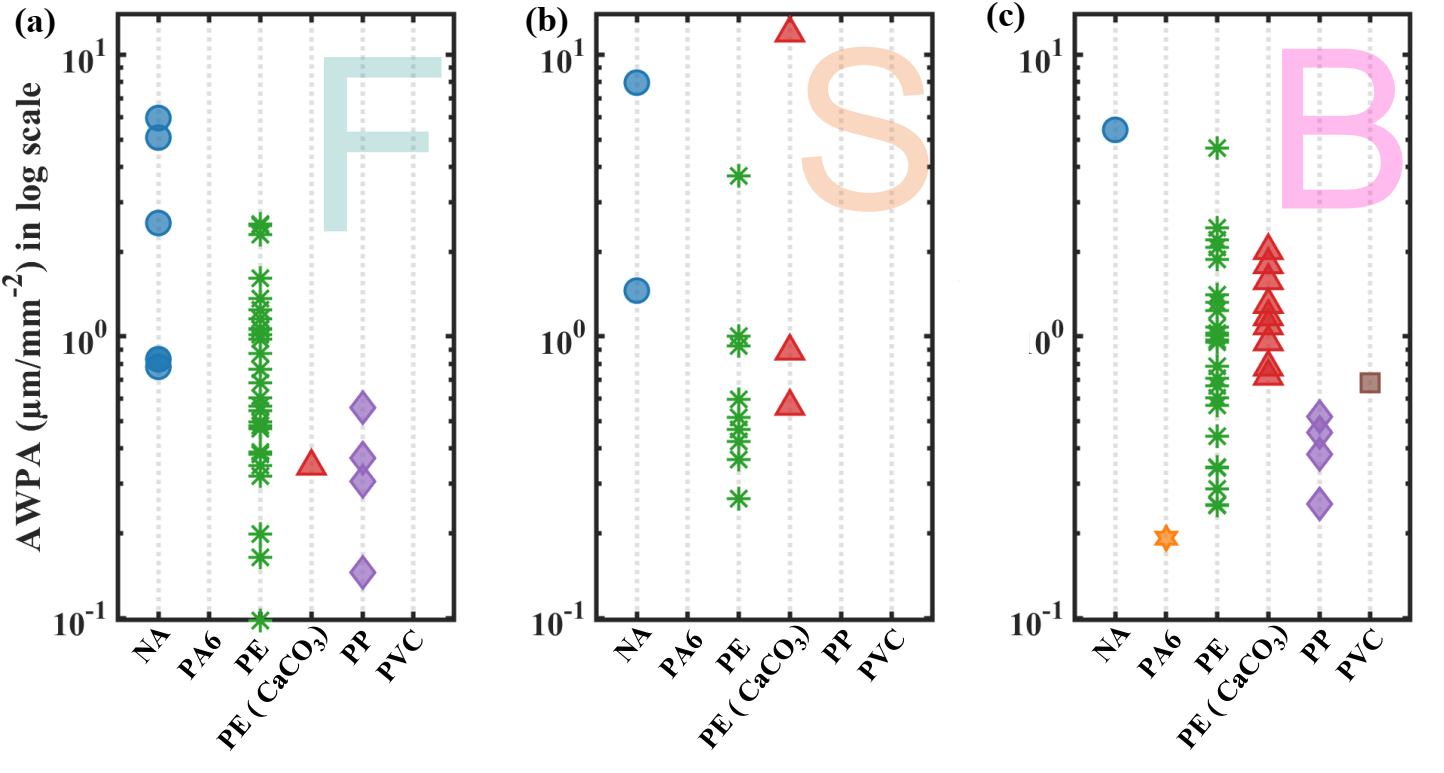 (a)
(b)
(c)
F
S
B
AWPA (μm/mm⁻²) in log scale
10¹
10⁰
10⁻¹
10¹
10⁰
10⁻¹
10¹
10⁰
10⁻¹
NA
PA6
PE
PE ( CaCO₃)
PP
PVC
NA
PA6
PE
PE ( CaCO₃)
PP
PVC
NA
PA6
PE
PE ( CaCO₃)
PP
PVC